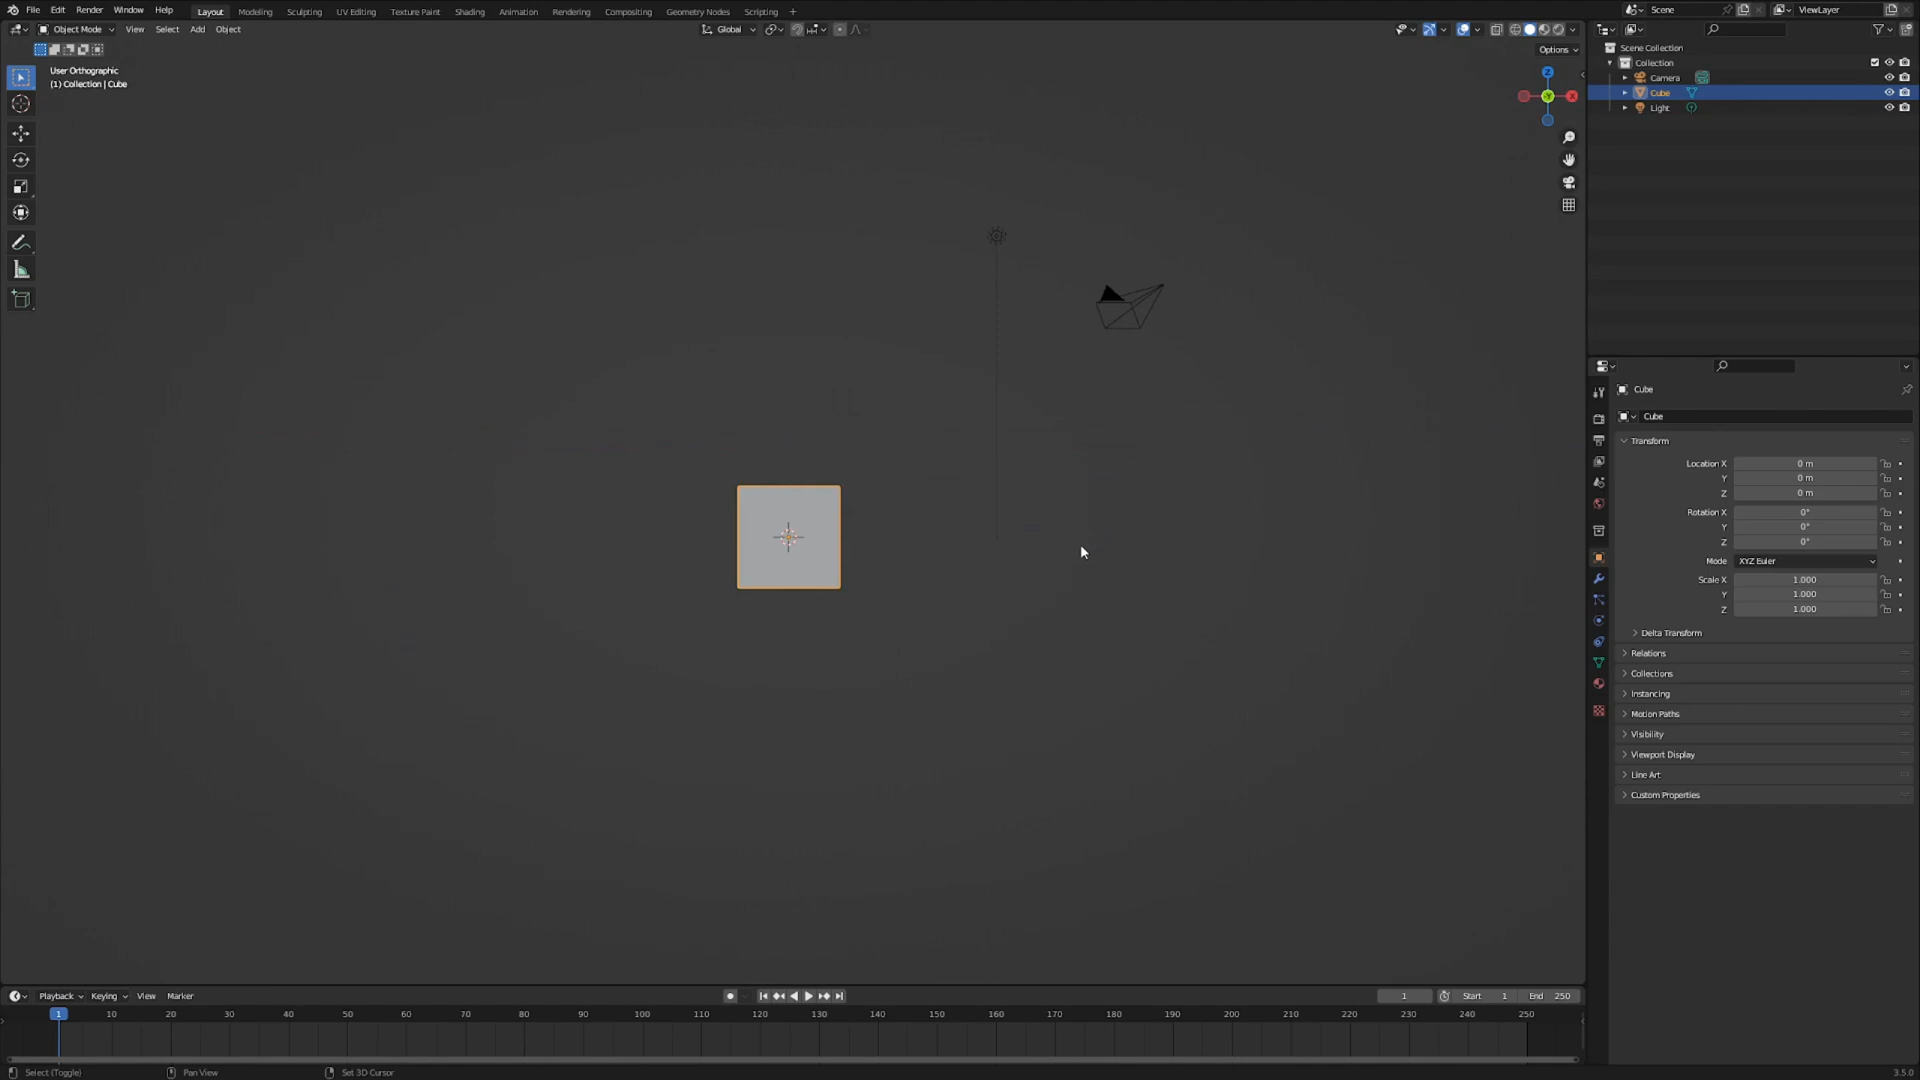 File Edit Render Window Help Layout Modeling Sculpting UV Editing Texture Paint Shading Animation Rendering Compositing Geometry Nodes Scripting + Scene ViewLayer
Object Mode View Select Add Object Global
Options
User Orthographic
(1) Collection | Cube
Z
Y
X
Scene Collection
Collection
Camera
Cube
Light
Cube
Cube
Transform
Location X 0 m
Y 0 m
Z 0 m
Rotation X 0°
Y 0°
Z 0°
Mode XYZ Euler
Scale X 1.000
Y 1.000
Z 1.000
Delta Transform
Relations
Collections
Instancing
Motion Paths
Visibility
Viewport Display
Line Art
Custom Properties
Playback Keying View Marker 1 Start 1 End 250
1 10 20 30 40 50 60 70 80 90 100 110 120 130 140 150 160 170 180 190 200 210 220 230 240 250
Select (Toggle) Pan View Set 3D Cursor 3.5.0